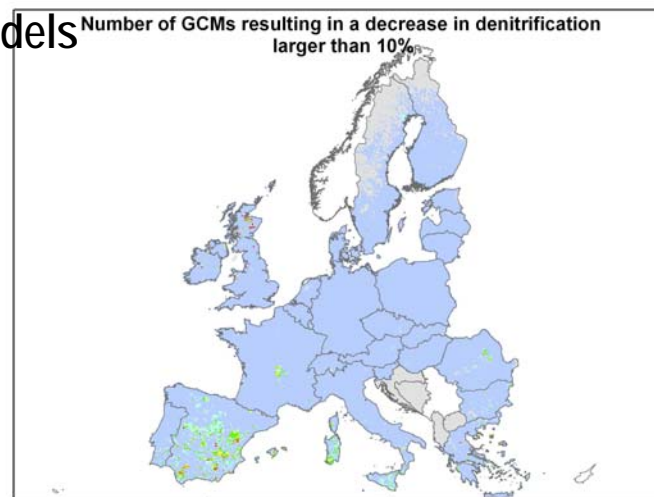 dels
Number of GCMs resulting in a decrease in denitrification
larger than 10%